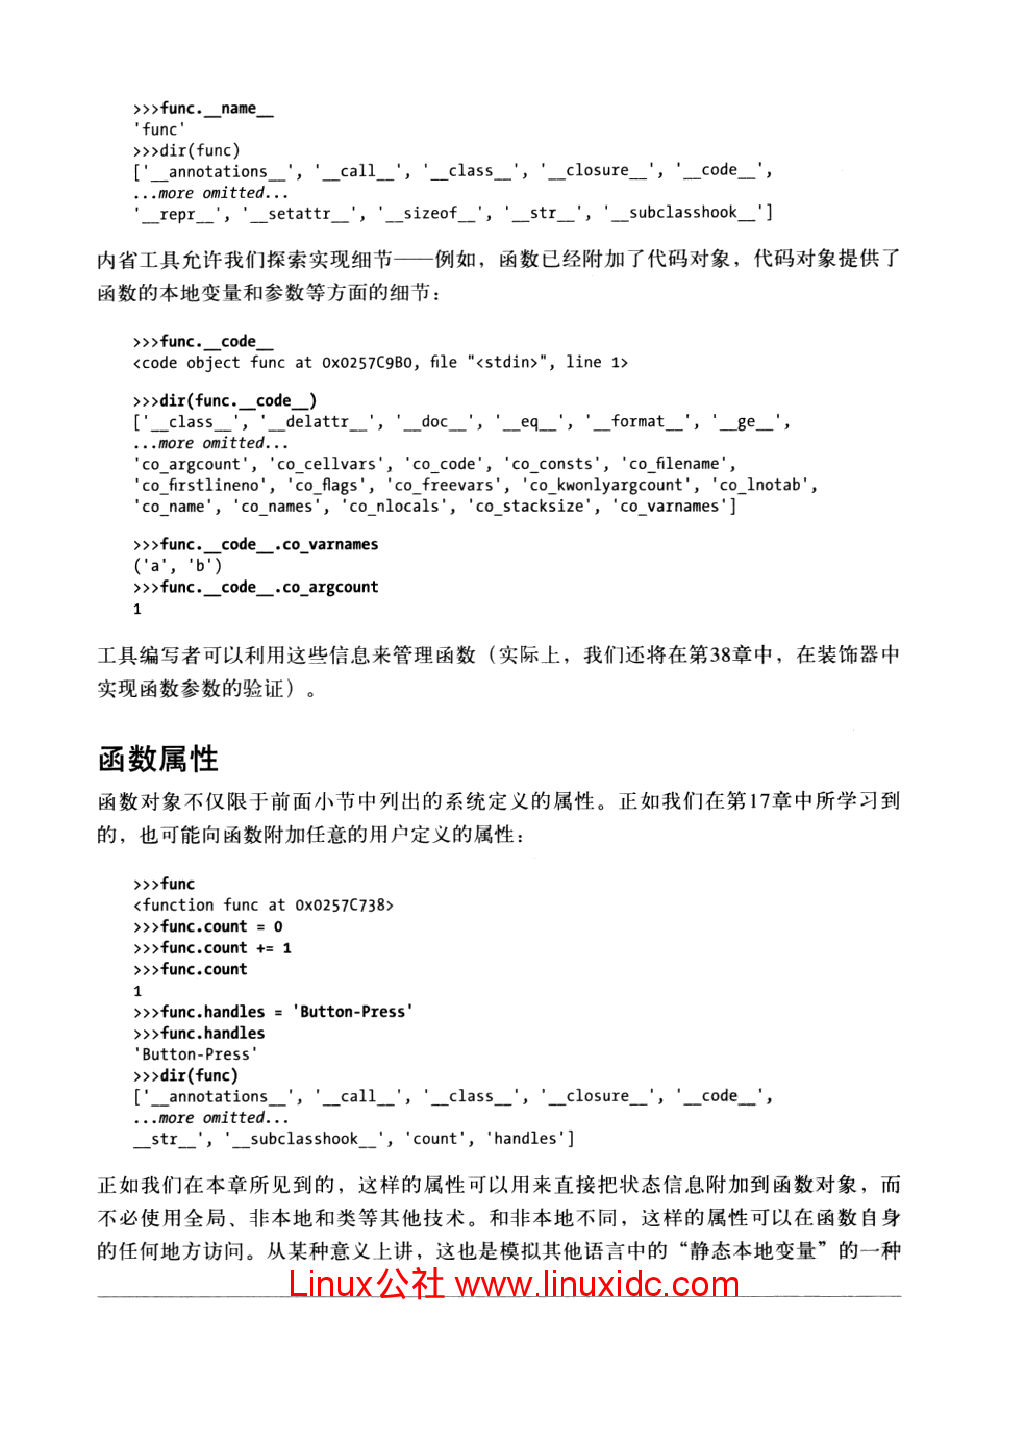 >>>func.__name__
'func'
>>>dir(func)
['__annotations__', '__call__', '__class__', '__closure__', '__code__',
...more omitted...
'__repr__', '__setattr__', '__sizeof__', '__str__', '__subclasshook__']
内省工具允许我们探索实现细节——例如，函数已经附加了代码对象，代码对象提供了
函数的本地变量和参数等方面的细节：
>>>func.__code__
<code object func at 0x0257C9B0, file "<stdin>", line 1>
>>>dir(func.__code__)
['__class__', '__delattr__', '__doc__', '__eq__', '__format__', '__ge__',
...more omitted...
'co_argcount', 'co_cellvars', 'co_code', 'co_consts', 'co_filename',
'co_firstlineno', 'co_flags', 'co_freevars', 'co_kwonlyargcount', 'co_lnotab',
'co_name', 'co_names', 'co_nlocals', 'co_stacksize', 'co_varnames']
>>>func.__code__.co_varnames
('a', 'b')
>>>func.__code__.co_argcount
1
工具编写者可以利用这些信息来管理函数（实际上，我们还将在第38章中，在装饰器中
实现函数参数的验证）。
函数属性
函数对象不仅限于前面小节中列出的系统定义的属性。正如我们在第17章中所学习到
的，也可能向函数附加任意的用户定义的属性：
>>>func
<function func at 0x0257C738>
>>>func.count = 0
>>>func.count += 1
>>>func.count
1
>>>func.handles = 'Button-Press'
>>>func.handles
'Button-Press'
>>>dir(func)
['__annotations__', '__call__', '__class__', '__closure__', '__code__',
...more omitted...
__str__', '__subclasshook__', 'count', 'handles']
正如我们在本章所见到的，这样的属性可以用来直接把状态信息附加到函数对象，而
不必使用全局、非本地和类等其他技术。和非本地不同，这样的属性可以在函数自身
的任何地方访问。从某种意义上讲，这也是模拟其他语言中的“静态本地变量”的一种
Linux公社 www.linuxidc.com